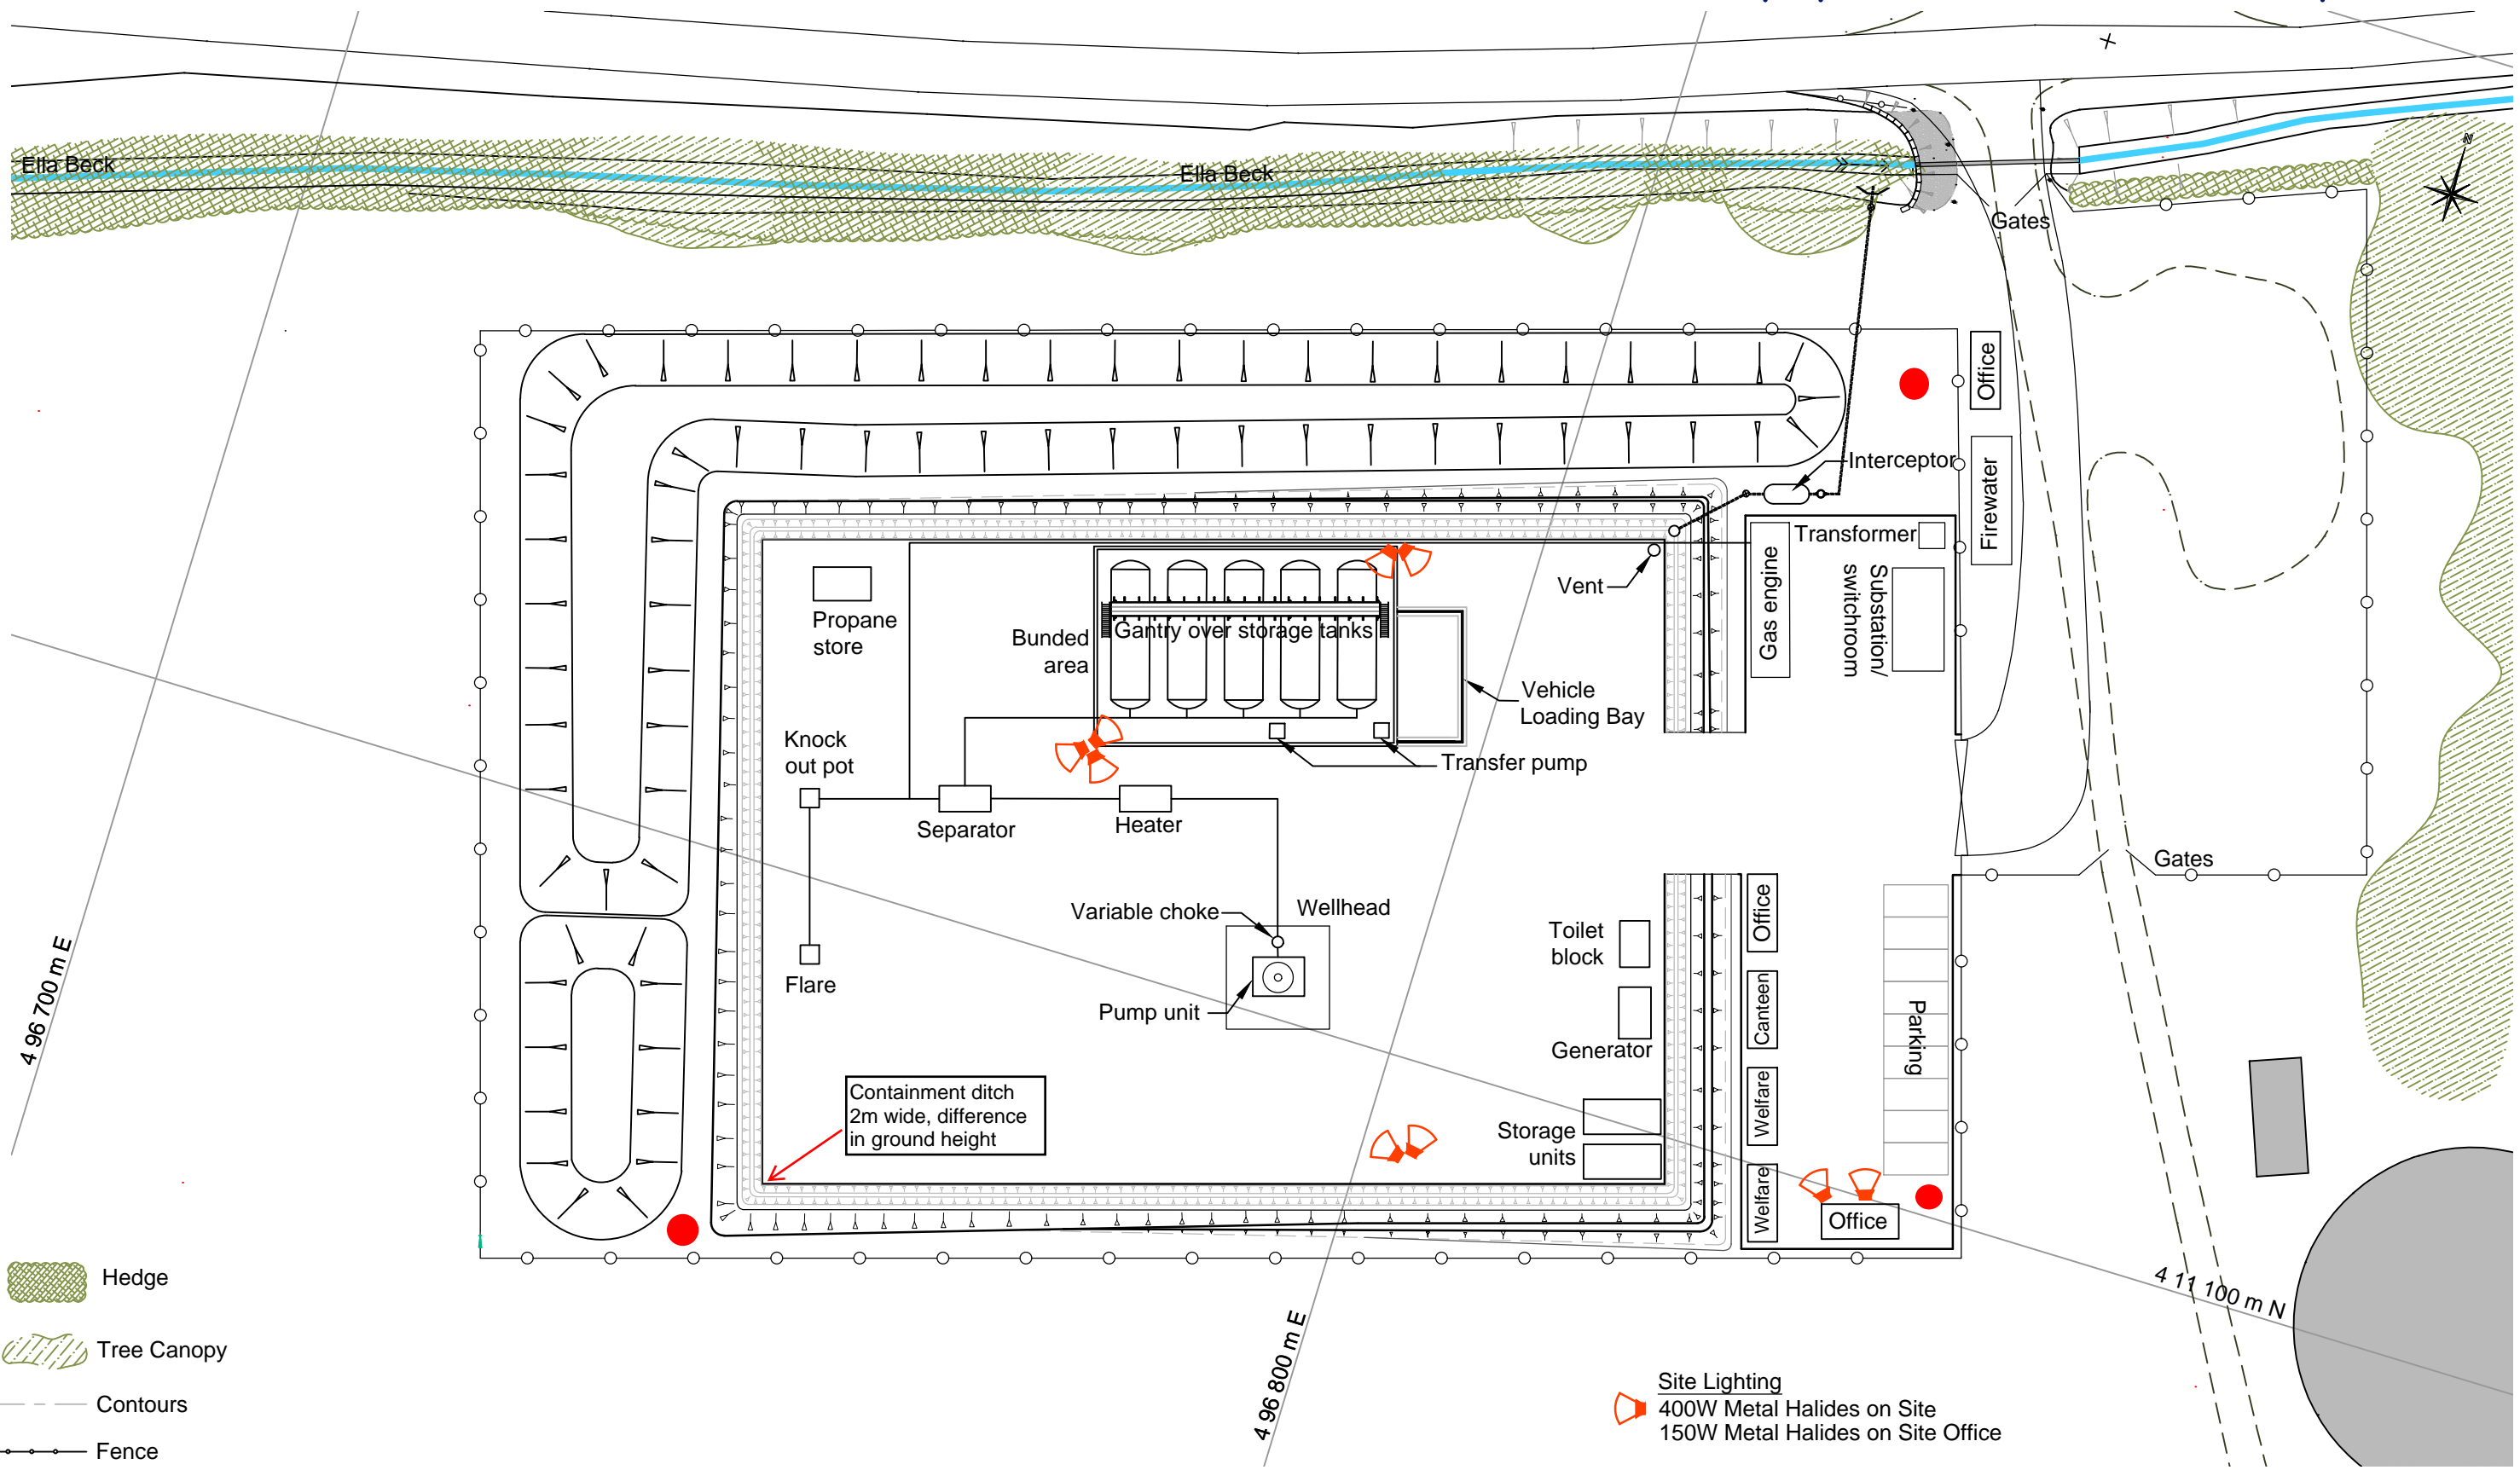 Ella Beck
Ella Beck
N
Gates
Office
Interceptor
Firewater
Transformer
Gas engine
Substation/
switchroom
Vent
Propane
store
Bunded
area
Gantry over storage tanks
Vehicle
Loading Bay
Transfer pump
Knock
out pot
Separator
Heater
Gates
Variable choke
Wellhead
Toilet
block
Office
Flare
Pump unit
Canteen
Parking
Generator
4 96 700 m E
Containment ditch
2m wide, difference
in ground height
Welfare
Storage
units
Welfare
Office
4 11 100 m N
4 96 800 m E
Hedge
Tree Canopy
Contours
Fence
Site Lighting
400W Metal Halides on Site
150W Metal Halides on Site Office